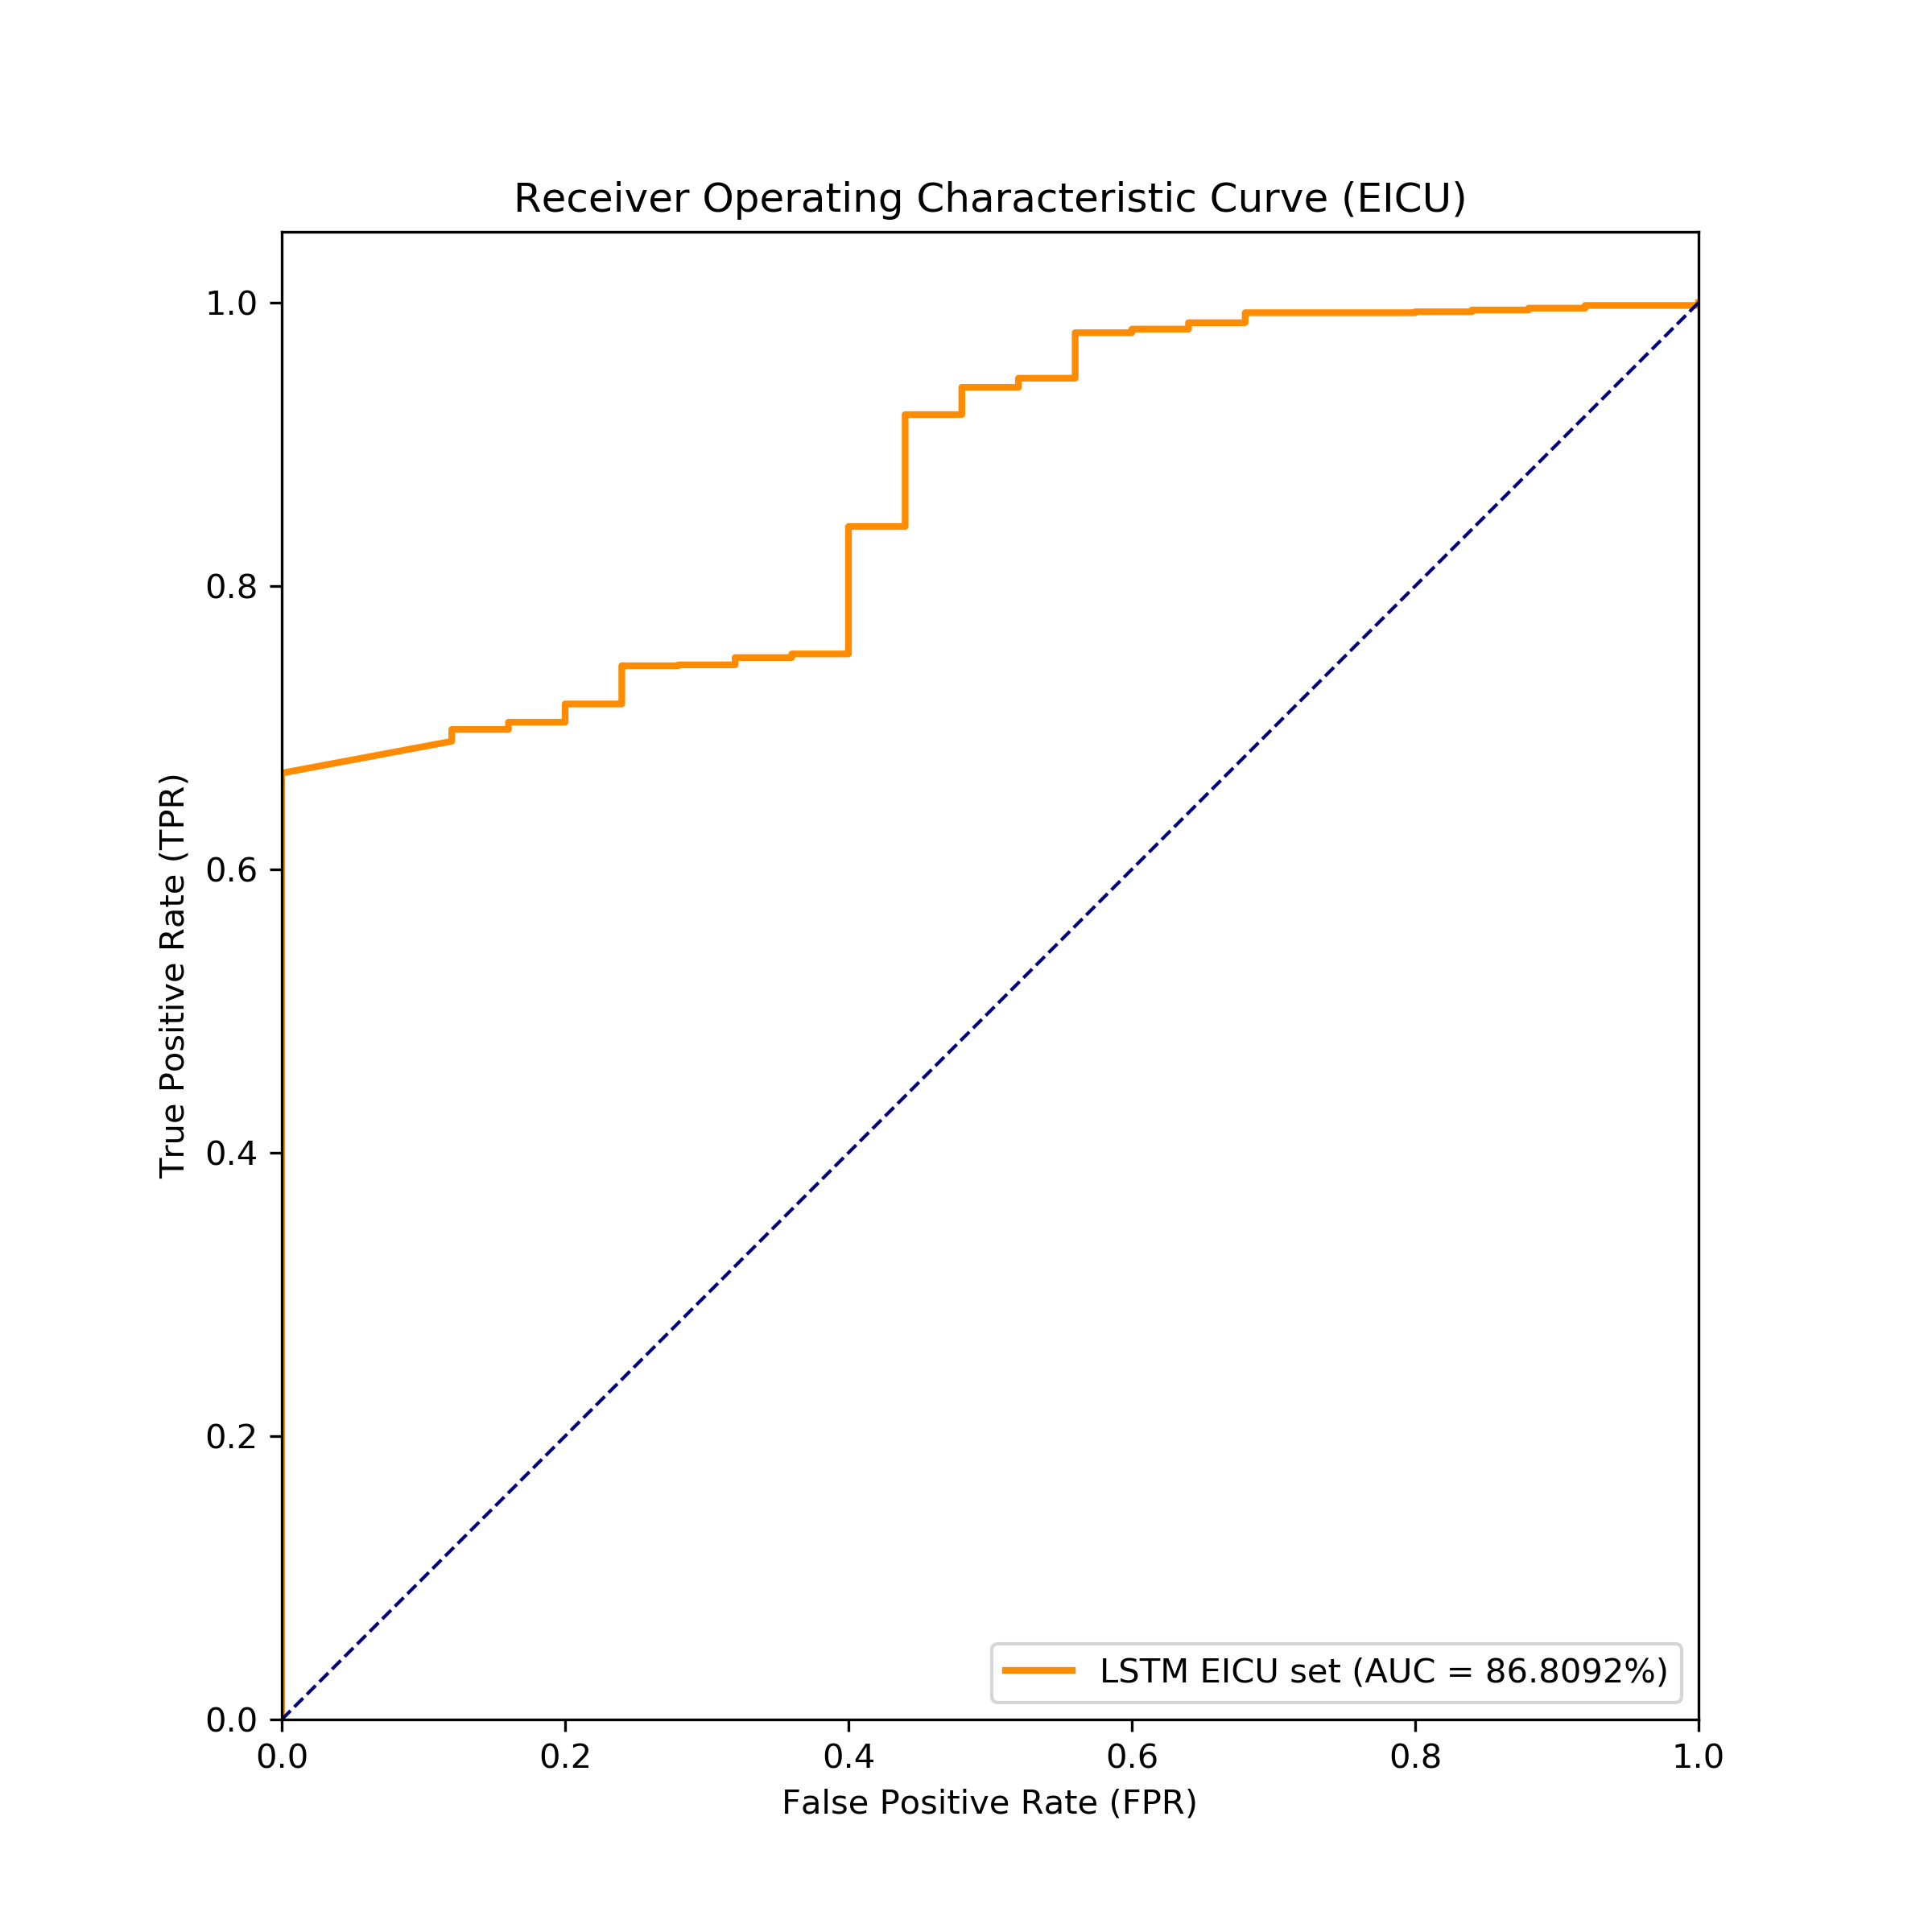 Receiver Operating Characteristic Curve (EICU)
1.0
0.8
0.6
0.4
0.2
0.0
True Positive Rate (TPR)
LSTM EICU set (AUC = 86.8092%)
0.0 0.2 0.4 0.6 0.8 1.0
False Positive Rate (FPR)